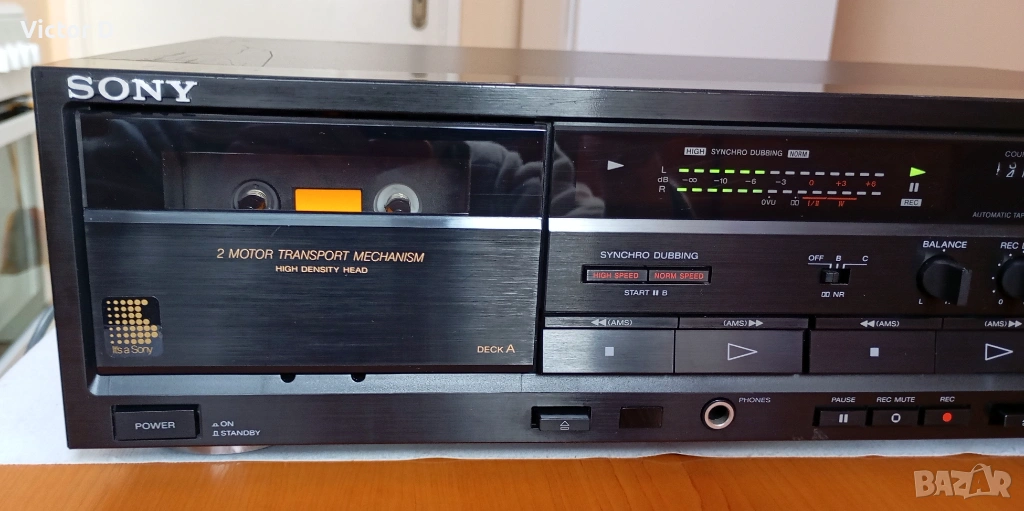 SONY
HIGH SYNCHRO DUBBING NORM
L
dB -∞ -10 -6 -3 0 +3 +6
R
0VU I/II IV
REC
AUTOMATIC TAP
2 MOTOR TRANSPORT MECHANISM
HIGH DENSITY HEAD
It's a Sony
DECK A
SYNCHRO DUBBING
HIGH SPEED NORM SPEED
START II B
OFF B C
NR
BALANCE
L
REC
0
(AMS) (AMS) (AMS) (AMS)
POWER
ON
STANDBY
PHONES
PAUSE REC MUTE REC
BAZAR